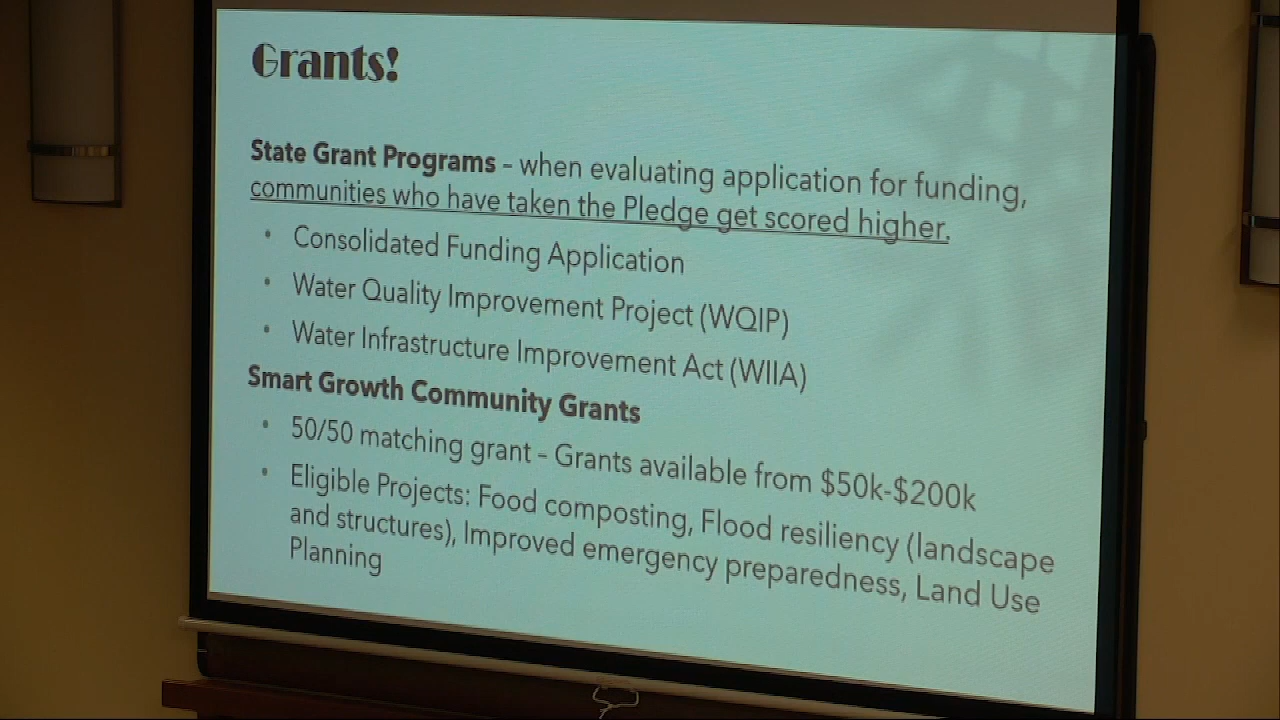 Grants!
State Grant Programs – when evaluating application for funding,
communities who have taken the Pledge get scored higher.
• Consolidated Funding Application
• Water Quality Improvement Project (WQIP)
• Water Infrastructure Improvement Act (WIIA)
Smart Growth Community Grants
• 50/50 matching grant – Grants available from $50k-$200k
• Eligible Projects: Food composting, Flood resiliency (landscape
and structures), Improved emergency preparedness, Land Use
Planning